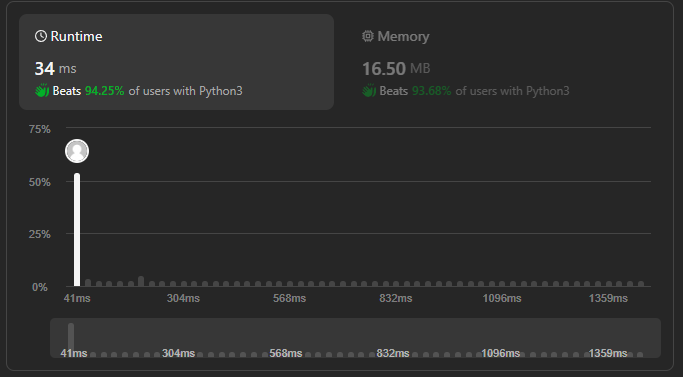 Runtime
34 ms
Beats 94.25% of users with Python3
Memory
16.50 MB
Beats 93.68% of users with Python3
75%
50%
25%
0%
41ms 304ms 568ms 832ms 1096ms 1359ms
41ms 304ms 568ms 832ms 1096ms 1359ms